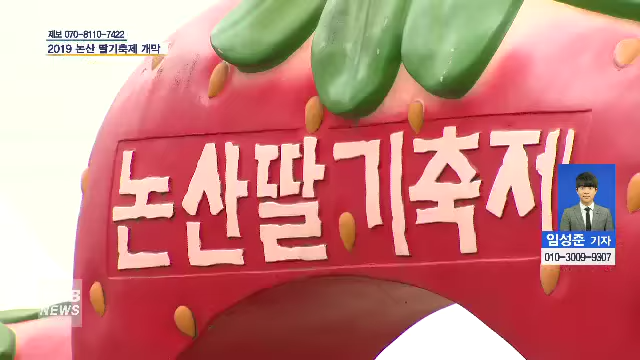 제보 070-8110-7422
2019 논산 딸기축제 개막
논산딸기축제
임성준 기자
010-3009-9307
NEWS